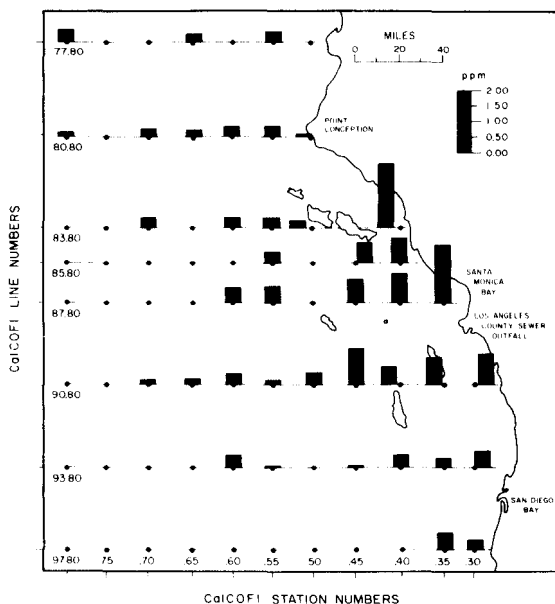 MILES
0 20 40
ppm
2.00
1.50
1.00
0.50
0.00
77.80
POINT
CONCEPTION
80.80
83.80
85.80
SANTA
MONICA
BAY
87.80
LOS ANGELES
COUNTY SEWER
OUTFALL
90.80
93.80
SAN DIEGO
BAY
97.80 .75 .70 .65 .60 .55 .50 .45 .40 .35 .30
CalCOFI LINE NUMBERS
CalCOFI STATION NUMBERS